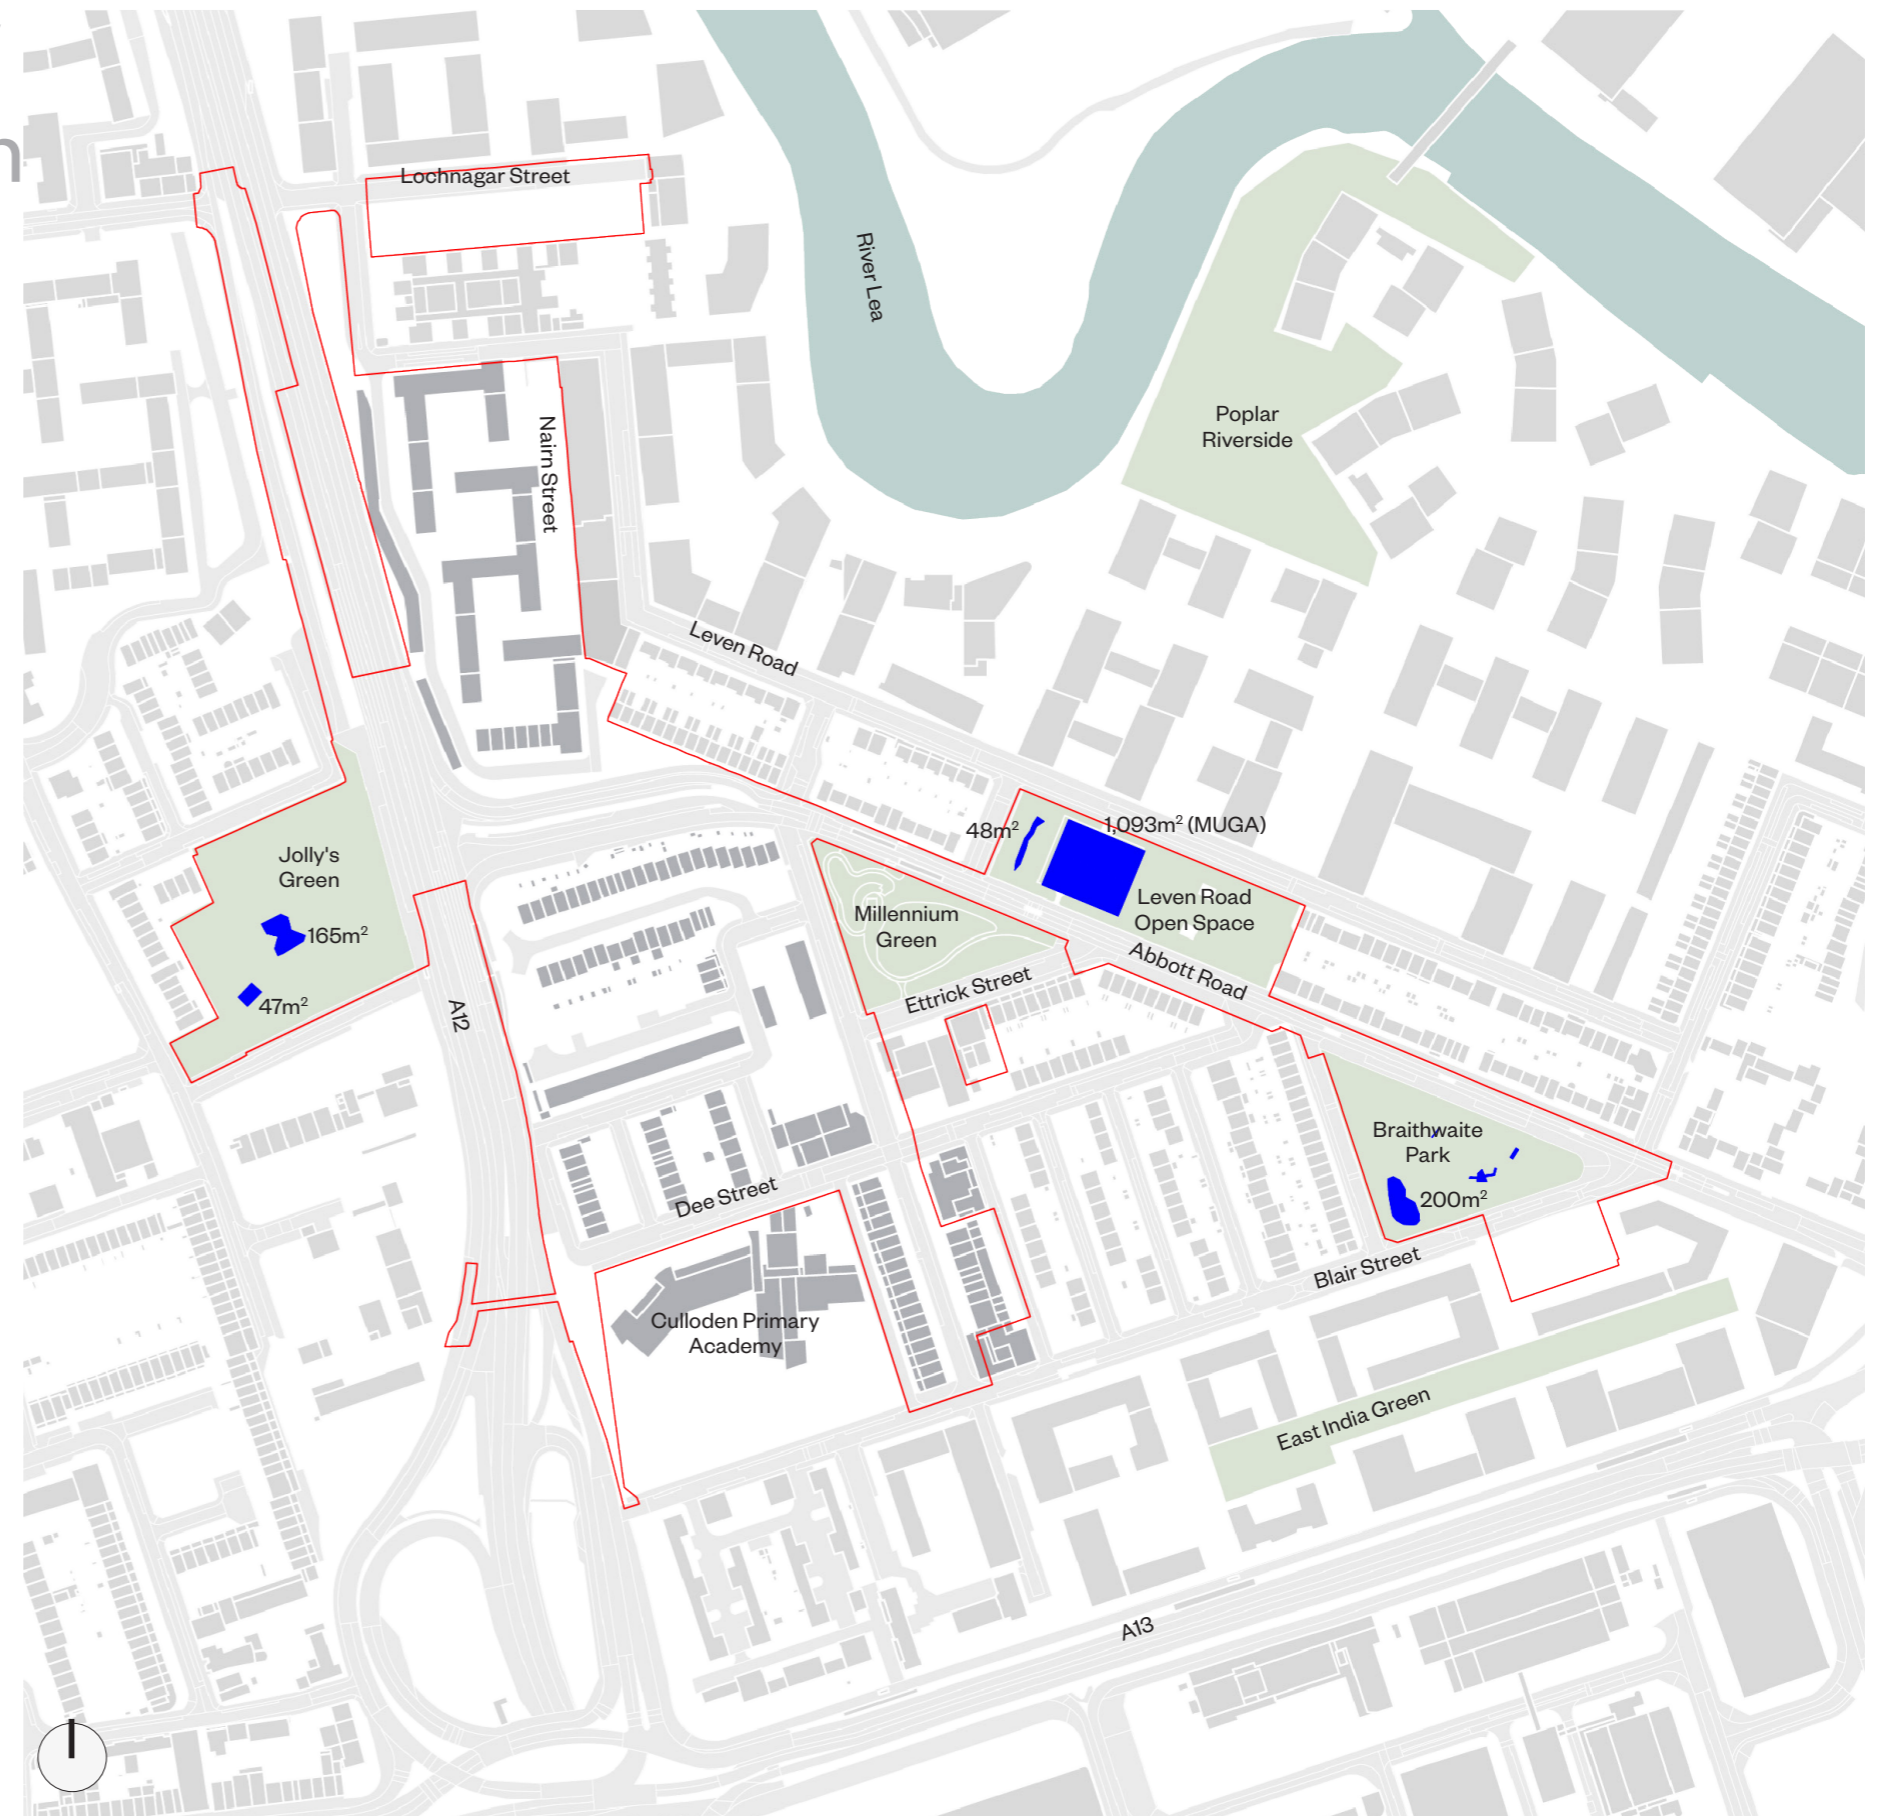 n
Lochnagar Street
River Lea
Poplar
Riverside
Nairn Street
Leven Road
48m²
1,093m² (MUGA)
Jolly's
Green
Millennium
Green
Leven Road
Open Space
165m²
Abbott Road
Ettrick Street
47m²
A12
Braithwaite
Park
Dee Street
200m²
Blair Street
Culloden Primary
Academy
East India Green
A13